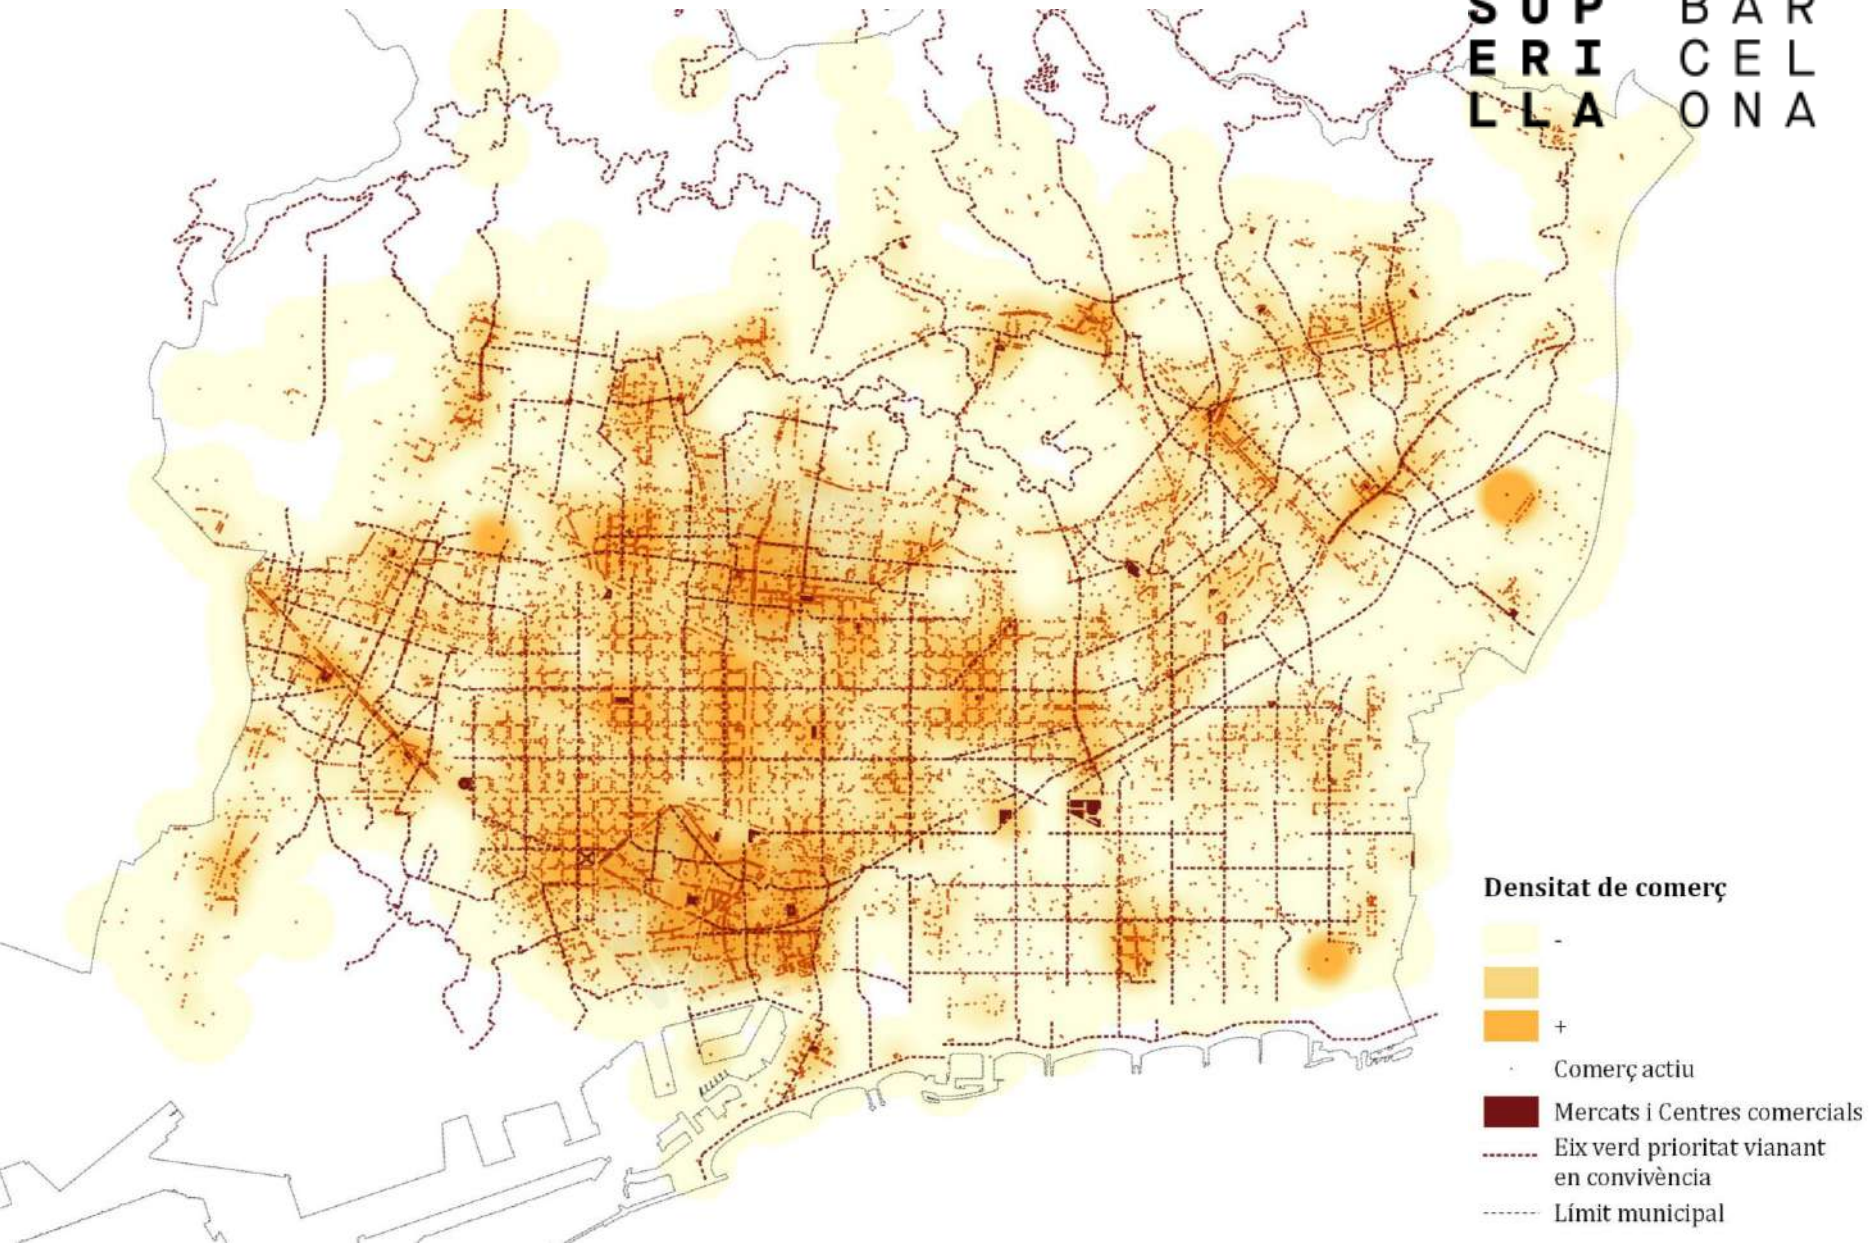 SUP BAR
ERI CEL
LLA ONA
Densitat de comerç
-
+
Comerç actiu
Mercats i Centres comercials
Eix verd prioritat vianant
en convivència
Límit municipal